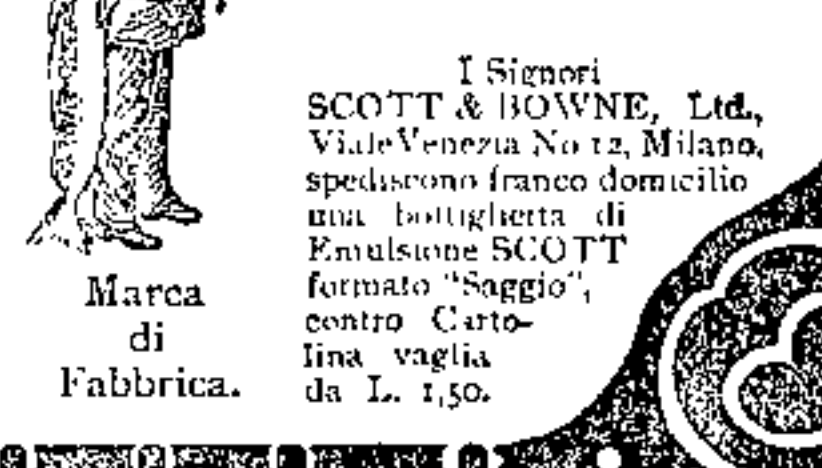 Marca
di
Fabbrica.
I Signori
SCOTT & BOWNE, Ltd.,
Viale Venezia No 12, Milano,
spediscono franco domicilio
una bottiglietta di
Emulsione SCOTT
formato "Saggio",
contro Carto-
lina vaglia
da L. 1,50.